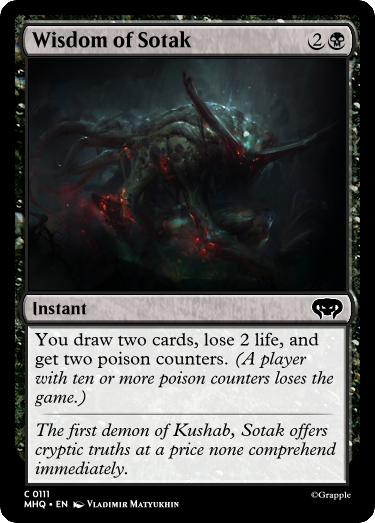 Wisdom of Sotak 2
Instant
You draw two cards, lose 2 life, and
get two poison counters. (A player
with ten or more poison counters loses the
game.)
The first demon of Kushab, Sotak offers
cryptic truths at a price none comprehend
immediately.
C 0111
MHQ • EN Vladimir Matyukhin
©Grapple